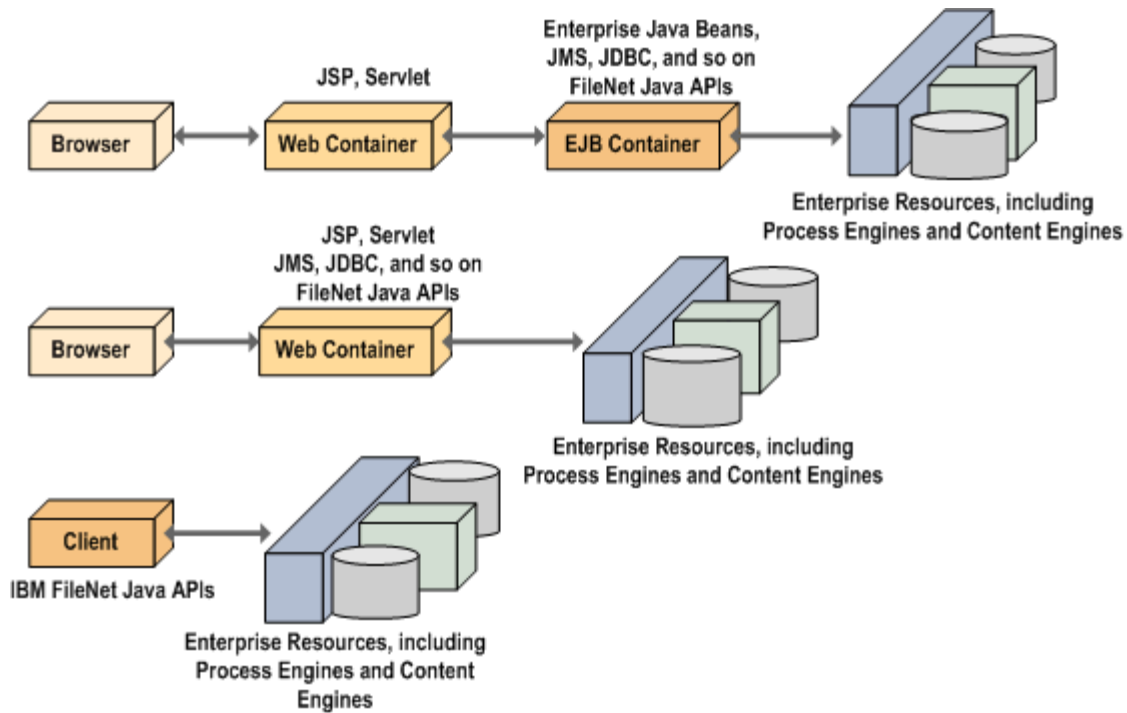 Enterprise Java Beans,
JMS, JDBC, and so on
FileNet Java APIs
JSP, Servlet
Browser
Web Container
EJB Container
Enterprise Resources, including
Process Engines and Content Engines
JSP, Servlet
JMS, JDBC, and so on
FileNet Java APIs
Browser
Web Container
Enterprise Resources, including
Process Engines and Content Engines
Client
IBM FileNet Java APIs
Enterprise Resources, including
Process Engines and Content
Engines